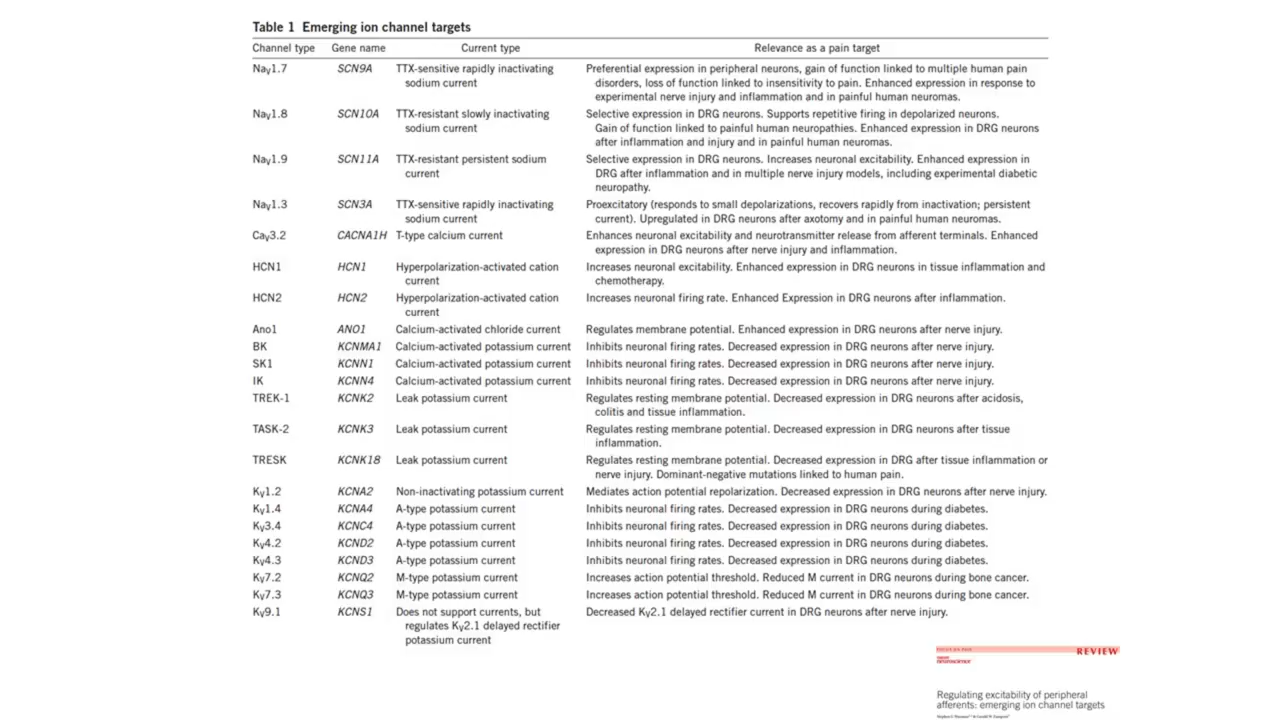 Table 1 Emerging ion channel targets
Channel type Gene name Current type Relevance as a pain target
NaV1.7 SCN9A TTX-sensitive rapidly inactivating Preferential expression in peripheral neurons, gain of function linked to multiple human pain
sodium current disorders, loss of function linked to insensitivity to pain. Enhanced expression in response to
experimental nerve injury and inflammation and in painful human neuromas.
NaV1.8 SCN10A TTX-resistant slowly inactivating Selective expression in DRG neurons. Supports repetitive firing in depolarized neurons.
sodium current Gain of function linked to painful human neuropathies. Enhanced expression in DRG neurons
after inflammation and injury and in painful human neuromas.
NaV1.9 SCN11A TTX-resistant persistent sodium Selective expression in DRG neurons. Increases neuronal excitability. Enhanced expression in
current DRG after inflammation and in multiple nerve injury models, including experimental diabetic
neuropathy.
NaV1.3 SCN3A TTX-sensitive rapidly inactivating Proexcitatory (responds to small depolarizations, recovers rapidly from inactivation; persistent
sodium current current). Upregulated in DRG neurons after axotomy and in painful human neuromas.
CaV3.2 CACNA1H T-type calcium current Enhances neuronal excitability and neurotransmitter release from afferent terminals. Enhanced
expression in DRG neurons after nerve injury and inflammation.
HCN1 HCN1 Hyperpolarization-activated cation Increases neuronal excitability. Enhanced expression in DRG neurons in tissue inflammation and
current chemotherapy.
HCN2 HCN2 Hyperpolarization-activated cation Increases neuronal firing rate. Enhanced Expression in DRG neurons after inflammation.
current
Ano1 ANO1 Calcium-activated chloride current Regulates membrane potential. Enhanced expression in DRG neurons after nerve injury.
BK KCNMA1 Calcium-activated potassium current Inhibits neuronal firing rates. Decreased expression in DRG neurons after nerve injury.
SK1 KCNN1 Calcium-activated potassium current Inhibits neuronal firing rates. Decreased expression in DRG neurons after nerve injury.
IK KCNN4 Calcium-activated potassium current Inhibits neuronal firing rates. Decreased expression in DRG neurons after nerve injury.
TREK-1 KCNK2 Leak potassium current Regulates resting membrane potential. Decreased expression in DRG neurons after acidosis,
colitis and tissue inflammation.
TASK-2 KCNK3 Leak potassium current Regulates resting membrane potential. Decreased expression in DRG neurons after tissue
inflammation.
TRESK KCNK18 Leak potassium current Regulates resting membrane potential. Decreased expression in DRG after tissue inflammation or
nerve injury. Dominant-negative mutations linked to human pain.
KV1.2 KCNA2 Non-inactivating potassium current Mediates action potential repolarization. Decreased expression in DRG neurons after nerve injury.
KV1.4 KCNA4 A-type potassium current Inhibits neuronal firing rates. Decreased expression in DRG neurons during diabetes.
KV3.4 KCNC4 A-type potassium current Inhibits neuronal firing rates. Decreased expression in DRG neurons during diabetes.
KV4.2 KCND2 A-type potassium current Inhibits neuronal firing rates. Decreased expression in DRG neurons during diabetes.
KV4.3 KCND3 A-type potassium current Inhibits neuronal firing rates. Decreased expression in DRG neurons during diabetes.
KV7.2 KCNQ2 M-type potassium current Increases action potential threshold. Reduced M current in DRG neurons during bone cancer.
KV7.3 KCNQ3 M-type potassium current Increases action potential threshold. Reduced M current in DRG neurons during bone cancer.
KV9.1 KCNS1 Does not support currents, but Decreased KV2.1 delayed rectifier current in DRG neurons after nerve injury.
regulates KV2.1 delayed rectifier
potassium current
FOCUS ON PAIN REVIEW
neuroscience
Regulating excitability of peripheral
afferents: emerging ion channel targets